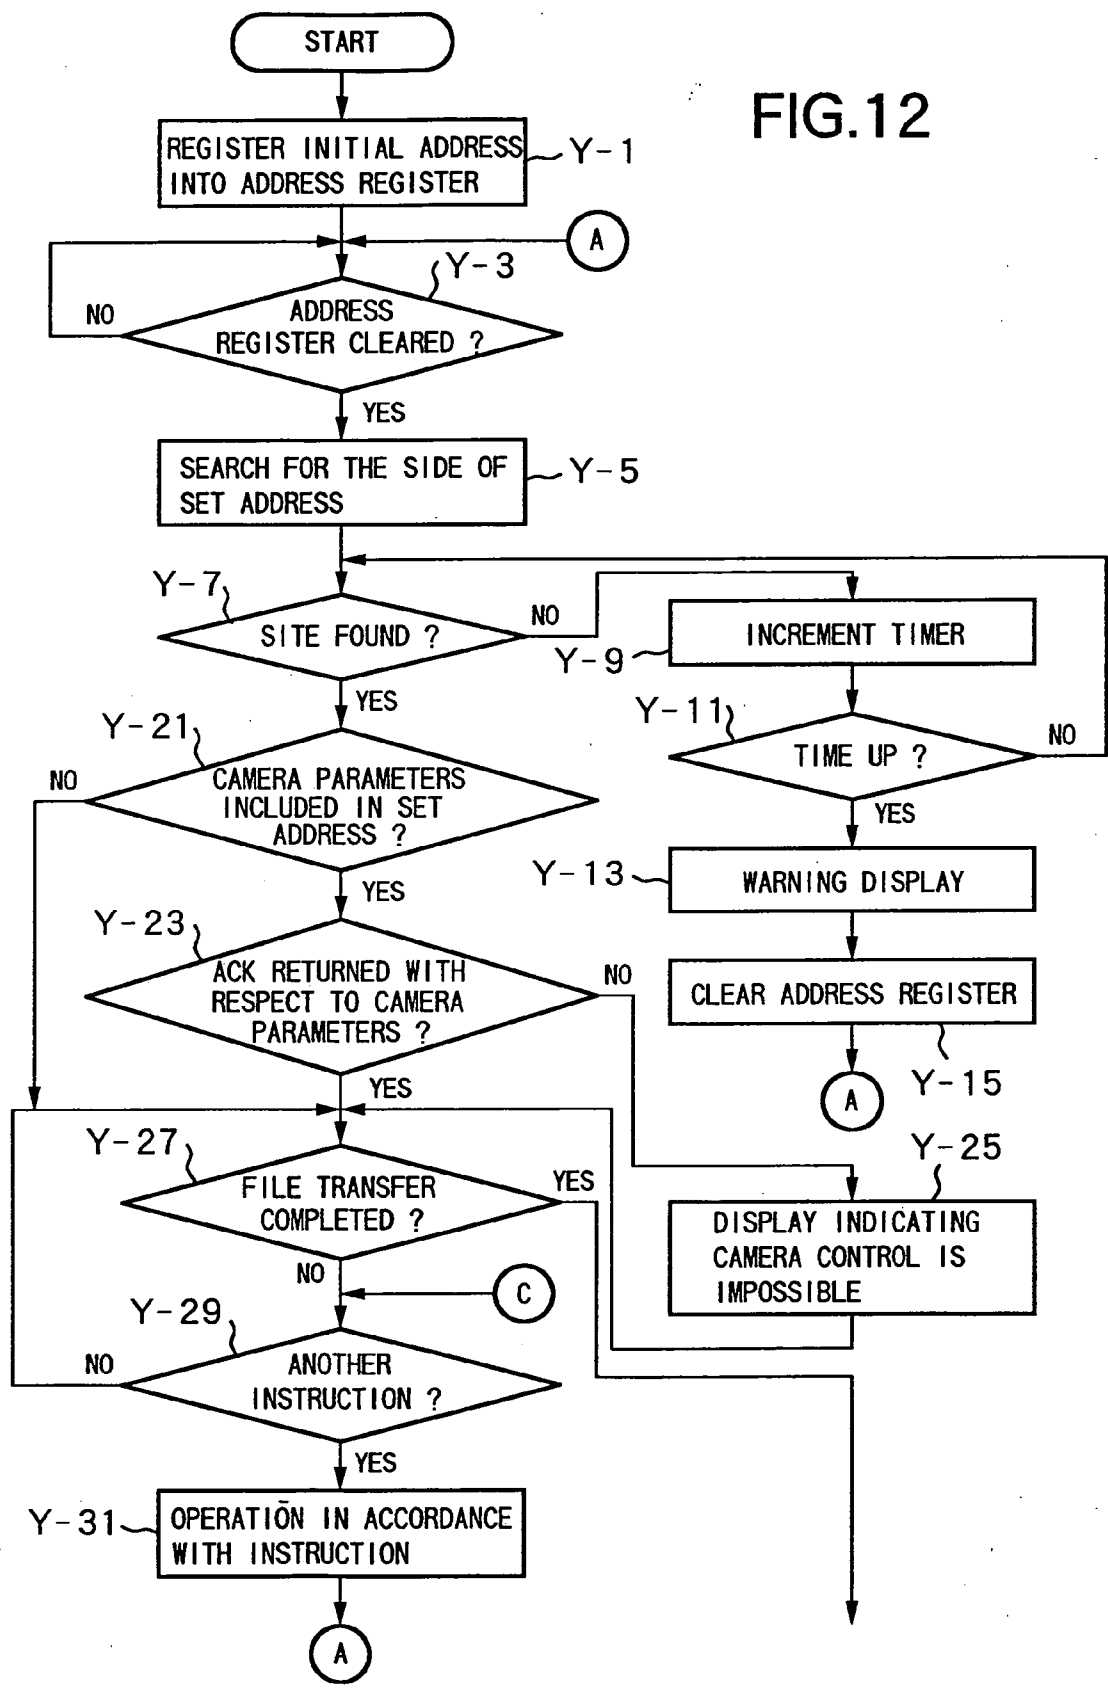 START
FIG.12
REGISTER INITIAL ADDRESS
INTO ADDRESS REGISTER
Y-1
A
Y-3
ADDRESS
REGISTER CLEARED ?
NO
YES
SEARCH FOR THE SIDE OF
SET ADDRESS
Y-5
Y-7
SITE FOUND ?
NO
INCREMENT TIMER
Y-9
YES
Y-11
TIME UP ?
NO
Y-21
CAMERA PARAMETERS
INCLUDED IN SET
ADDRESS ?
NO
YES
WARNING DISPLAY
Y-13
YES
Y-23
ACK RETURNED WITH
RESPECT TO CAMERA
PARAMETERS ?
NO
CLEAR ADDRESS REGISTER
Y-15
A
YES
Y-27
FILE TRANSFER
COMPLETED ?
YES
Y-25
DISPLAY INDICATING
CAMERA CONTROL IS
IMPOSSIBLE
NO
C
Y-29
ANOTHER
INSTRUCTION ?
NO
YES
Y-31
OPERATION IN ACCORDANCE
WITH INSTRUCTION
A